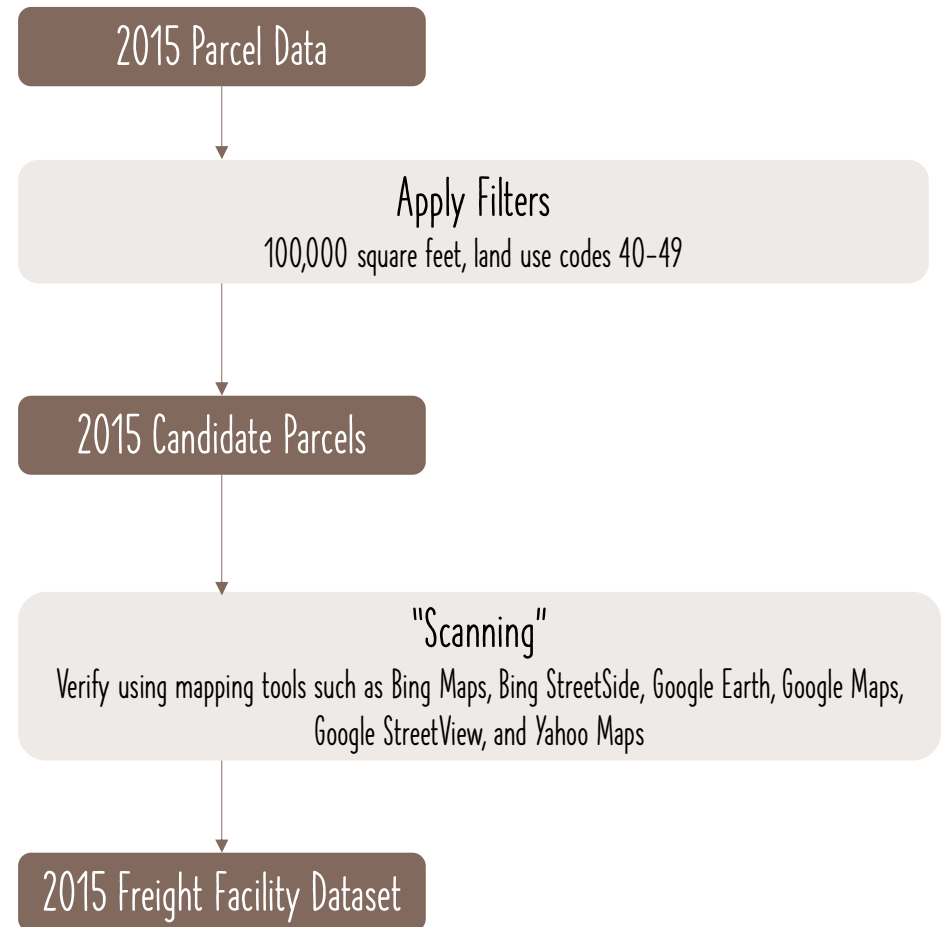 2015 Parcel Data
Apply Filters
100,000 square feet, land use codes 40-49
2015 Candidate Parcels
"Scanning"
Verify using mapping tools such as Bing Maps, Bing StreetSide, Google Earth, Google Maps,
Google StreetView, and Yahoo Maps
2015 Freight Facility Dataset